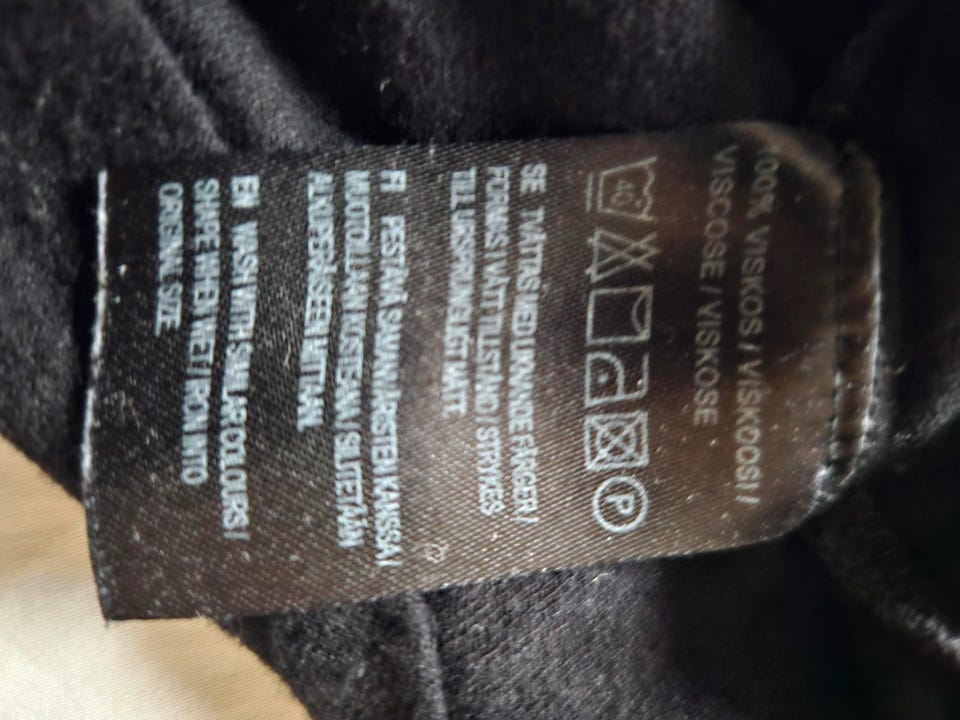 100% VISKOS / VISKOOSI /
VISCOSE / VISKOSE
40
P
SE TVÄTTAS MED LIKNANDE FÄRGER /
FORMAS I VÅTT TILLSTÅND / STRYKES
TILL URSPRUNGLIGT MÅTT.
FI PESTÄVÄ SAMANVÄRISTEN KANSSA /
MUOTOILLAAN KOSTEANA / SILITETÄÄN
ALKUPERÄISEEN MITTAAN.
EN WASH WITH SIMILAR COLOURS /
SHAPE WHEN WET / IRON INTO
ORIGINAL SIZE